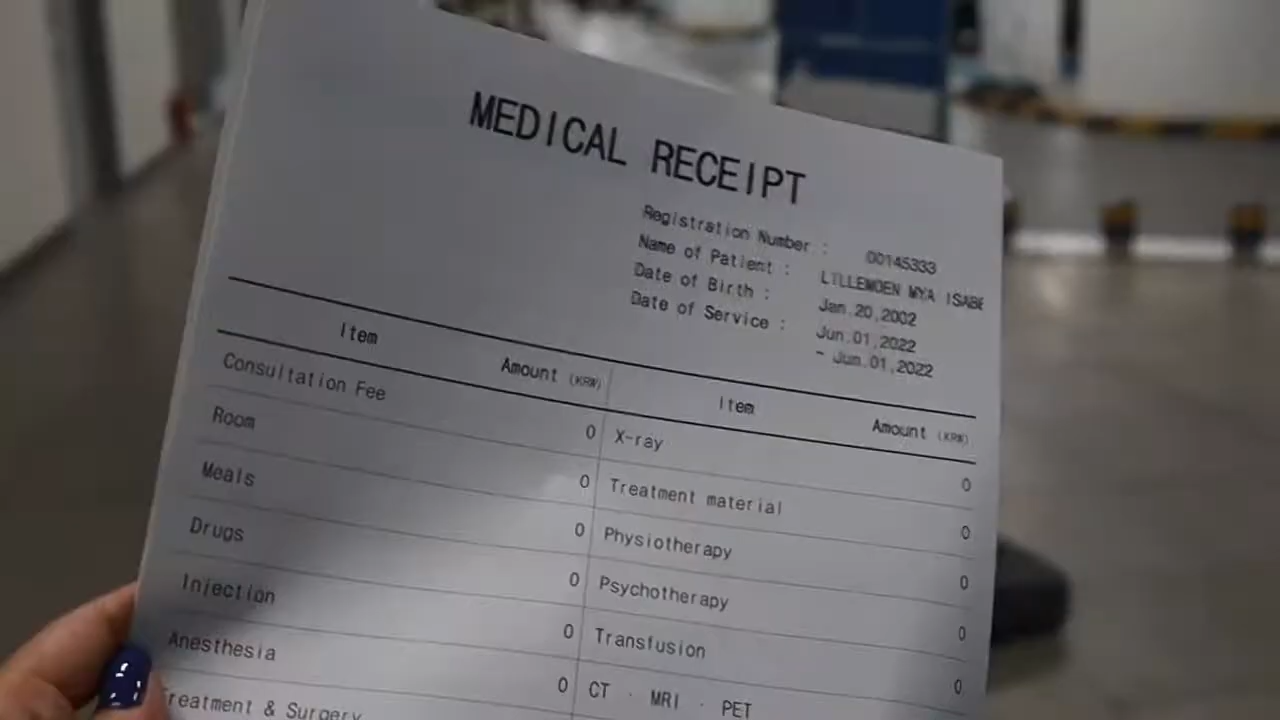 MEDICAL RECEIPT
Registration Number : 00145333
Name of Patient : LILLEMOEN MYA ISABE
Date of Birth : Jan.20,2002
Date of Service : Jun.01,2022
~ Jun.01,2022
Item Amount (KRW) Item Amount (KRW)
Consultation Fee 0 X-ray 0
Room 0 Treatment material 0
Meals 0 Physiotherapy 0
Drugs 0 Psychotherapy 0
Injection 0 Transfusion 0
Anesthesia 0 CT · MRI · PET
Treatment & Surgery